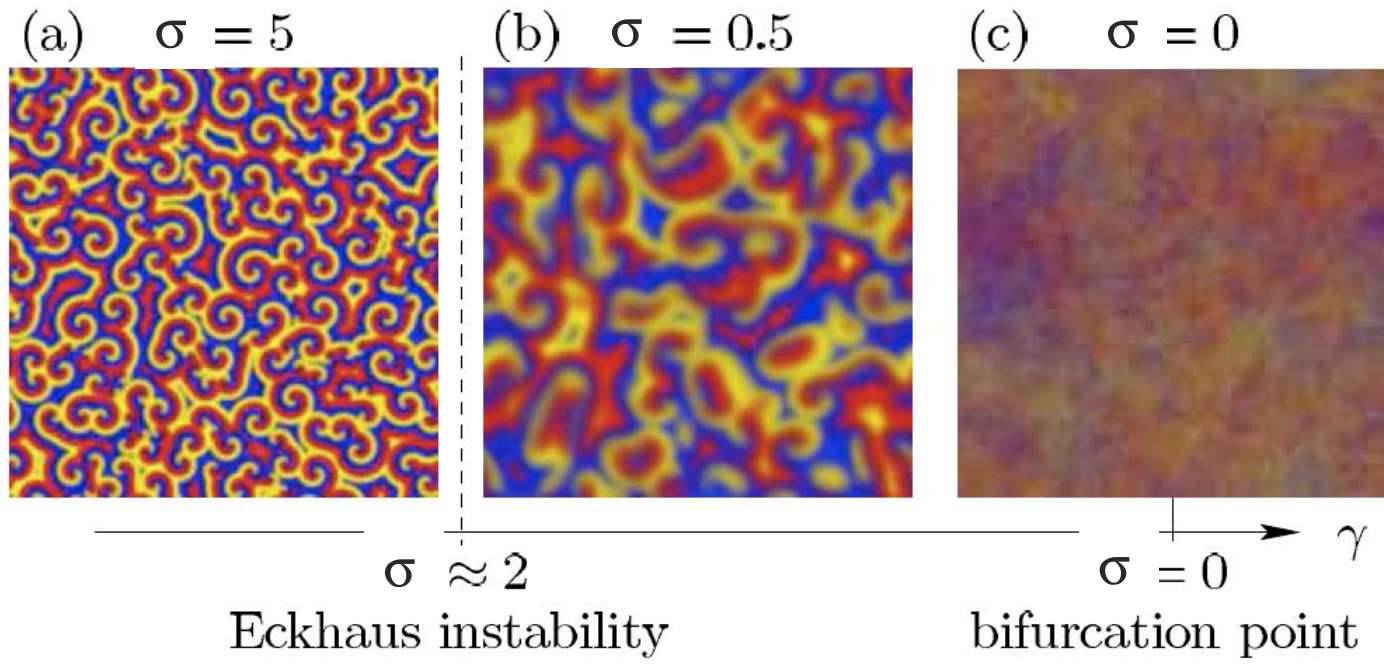 (a) σ = 5 (b) σ = 0.5 (c) σ = 0
γ
σ ≈ 2 σ = 0
Eckhaus instability bifurcation point